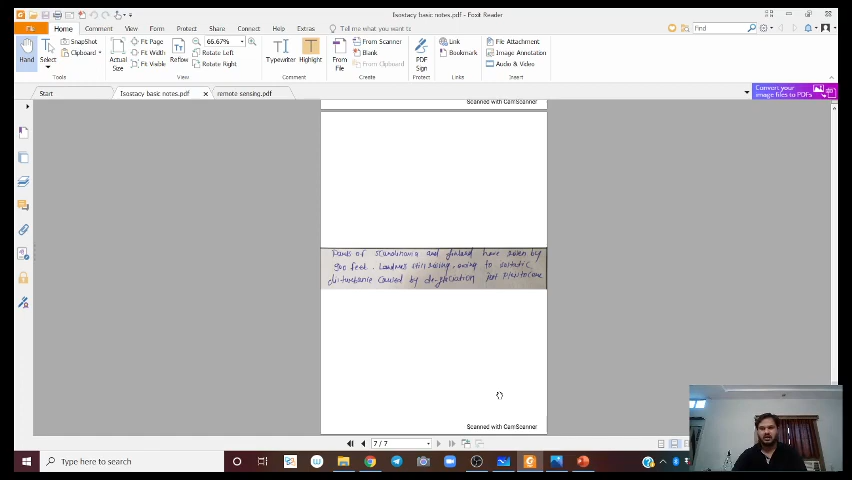 Isostacy basic notes.pdf - Foxit Reader
File Home Comment View Form Protect Share Connect Help Extras Tell me what you want to Find
Hand Select SnapShot Clipboard Actual Size Fit Page Fit Width Fit Visible Reflow 66.67% Rotate Left Rotate Right Typewriter Highlight From File From Scanner Blank From Clipboard PDF Sign Link Bookmark File Attachment Image Annotation Audio & Video
Tools View Comment Create Protect Links Insert
Start Isostacy basic notes.pdf remote sensing.pdf
Convert your image files to PDFs
Scanned with CamScanner
Parts of scandinavia and finland have risen by
900 feet. Landmass still rising, owing to isostatic
disturbance caused by de-glaciation
Scanned with CamScanner
7 / 7
Type here to search